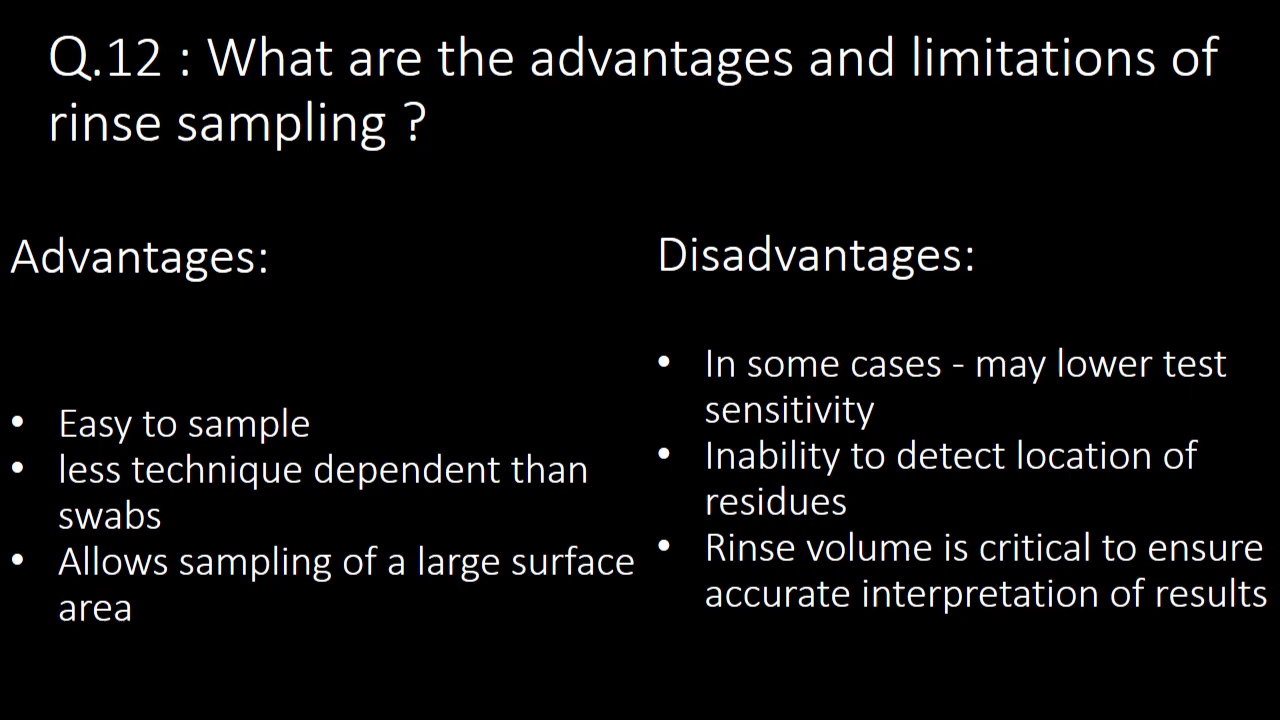 Q.12 : What are the advantages and limitations of
rinse sampling ?
Advantages:
• Easy to sample
• less technique dependent than
swabs
• Allows sampling of a large surface
area
Disadvantages:
• In some cases - may lower test
sensitivity
• Inability to detect location of
residues
• Rinse volume is critical to ensure
accurate interpretation of results